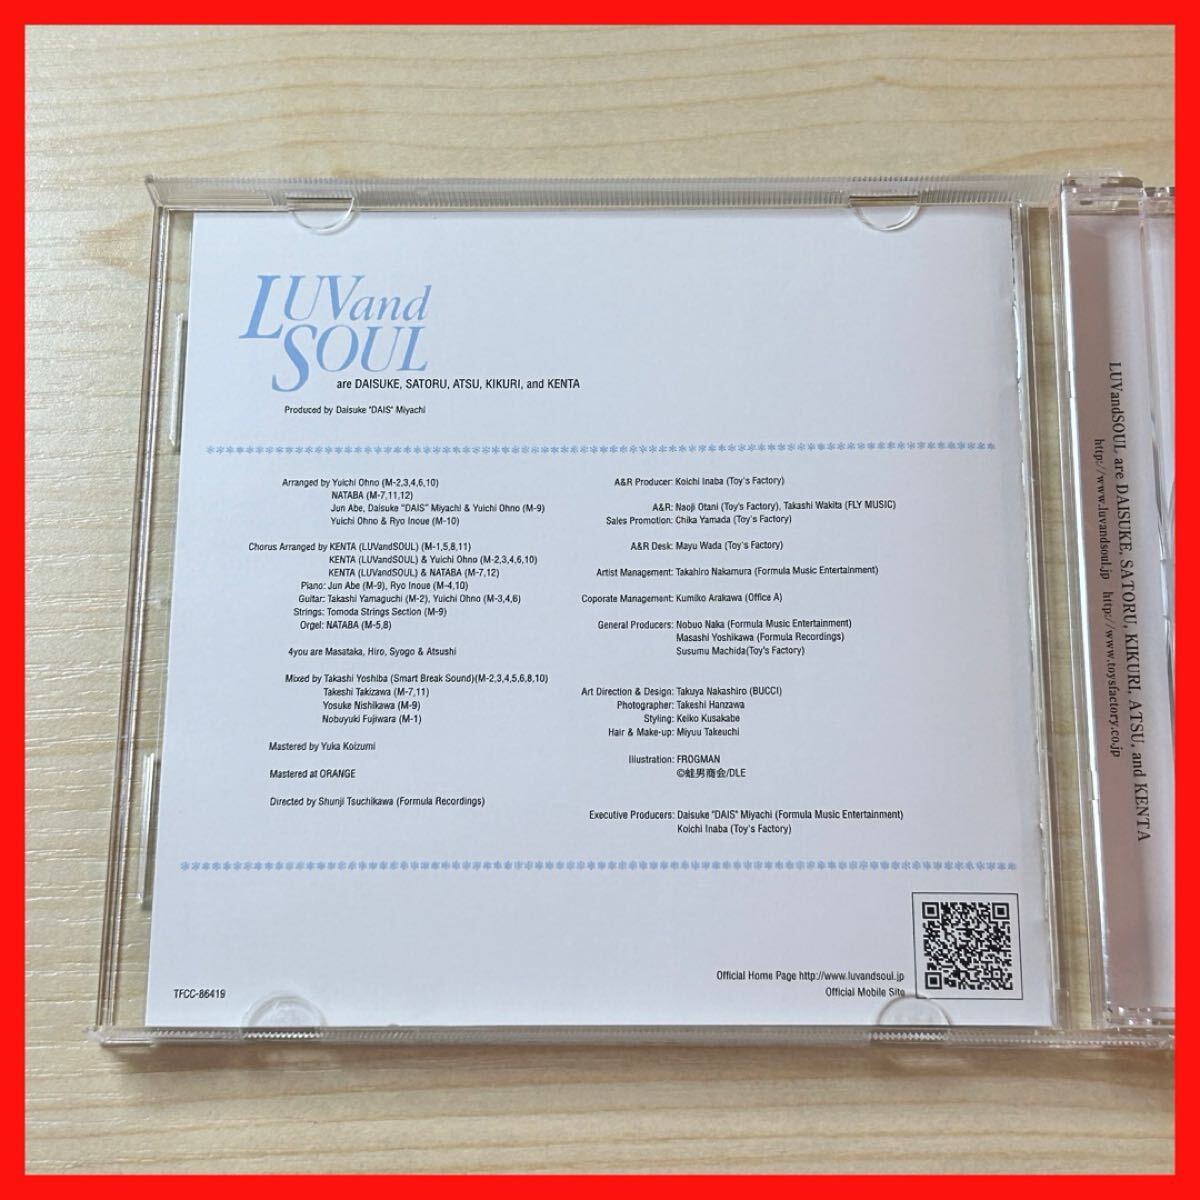 LUVand
SOUL
are DAISUKE, SATORU, ATSU, KIKURI, and KENTA
Produced by Daisuke "DAIS" Miyachi
Arranged by Yuichi Ohno (M-2,3,4,6,10)
NATABA (M-7,11,12)
Jun Abe, Daisuke "DAIS" Miyachi & Yuichi Ohno (M-9)
Yuichi Ohno & Ryo Inoue (M-10)
Chorus Arranged by KENTA (LUVandSOUL) (M-1,5,8,11)
KENTA (LUVandSOUL) & Yuichi Ohno (M-2,3,4,6,10)
KENTA (LUVandSOUL) & NATABA (M-7,12)
Piano: Jun Abe (M-9), Ryo Inoue (M-4,10)
Guitar: Takashi Yamaguchi (M-2), Yuichi Ohno (M-3,4,6)
Strings: Tomoda Strings Section (M-9)
Orgel: NATABA (M-5,8)
4you are Masataka, Hiro, Syogo & Atsushi
Mixed by Takashi Yoshiba (Smart Break Sound)(M-2,3,4,5,6,8,10)
Takeshi Takizawa (M-7,11)
Yosuke Nishikawa (M-9)
Nobuyuki Fujiwara (M-1)
Mastered by Yuka Koizumi
Mastered at ORANGE
Directed by Shunji Tsuchikawa (Formula Recordings)
A&R Producer: Koichi Inaba (Toy's Factory)
A&R: Naoji Otani (Toy's Factory), Takashi Wakita (FLY MUSIC)
Sales Promotion: Chika Yamada (Toy's Factory)
A&R Desk: Mayu Wada (Toy's Factory)
Artist Management: Takahiro Nakamura (Formula Music Entertainment)
Coporate Management: Kumiko Arakawa (Office A)
General Producers: Nobuo Naka (Formula Music Entertainment)
Masashi Yoshikawa (Formula Recordings)
Susumu Machida(Toy's Factory)
Art Direction & Design: Takuya Nakashiro (BUCCI)
Photographer: Takeshi Hanzawa
Styling: Keiko Kusakabe
Hair & Make-up: Miyuu Takeuchi
Illustration: FROGMAN
©蛙男商会/DLE
Executive Producers: Daisuke "DAIS" Miyachi (Formula Music Entertainment)
Koichi Inaba (Toy's Factory)
Official Home Page http://www.luvandsoul.jp
Official Mobile Site
TFCC-86419
LUVandSOUL are DAISUKE, SATORU, KIKURI, ATSU, and KENTA
http://www.luvandsoul.jp http://www.toysfactory.co.jp